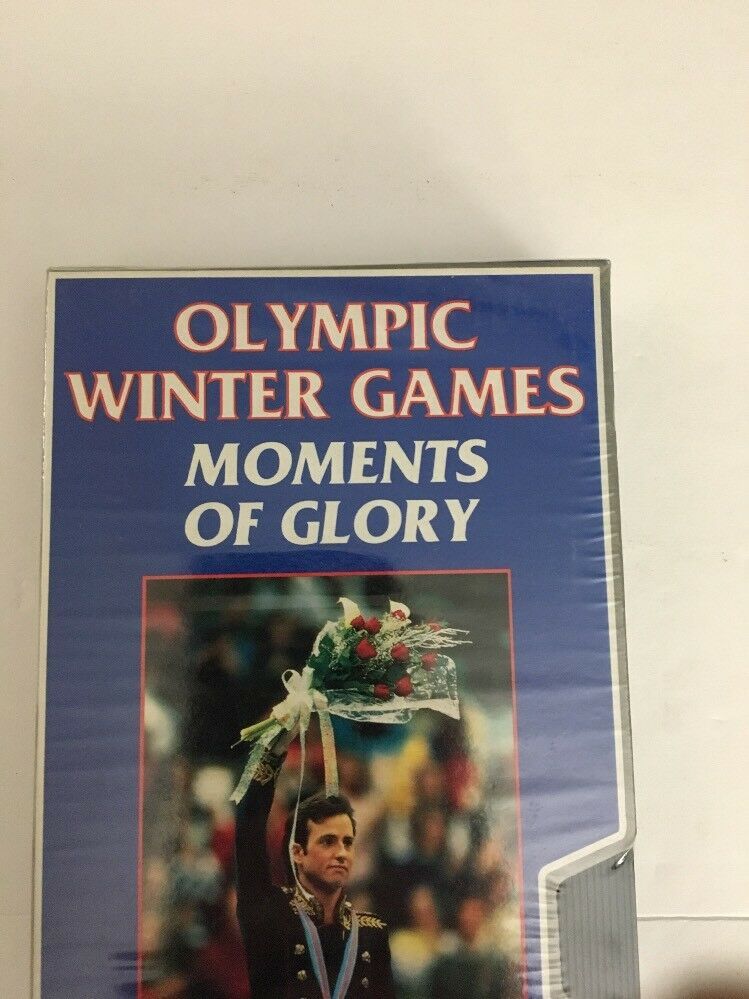 OLYMPIC
WINTER GAMES
MOMENTS
OF GLORY